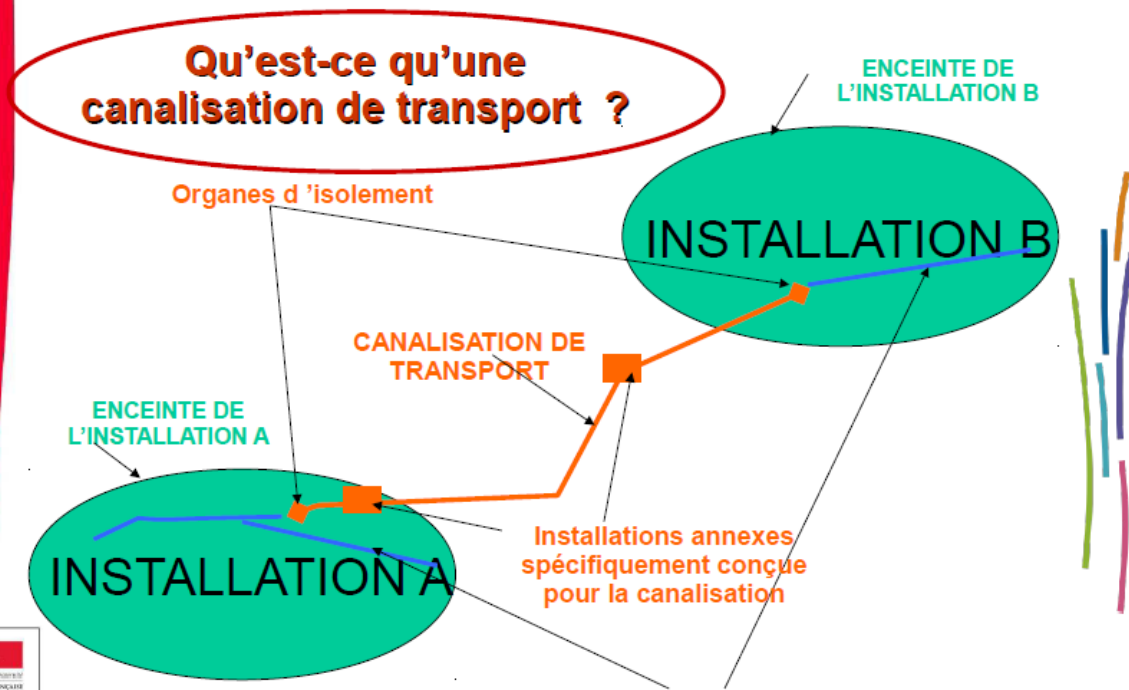 Qu’est-ce qu’une
canalisation de transport ?
ENCEINTE DE
L’INSTALLATION B
Organes d ’isolement
INSTALLATION B
CANALISATION DE
TRANSPORT
ENCEINTE DE
L’INSTALLATION A
Installations annexes
spécifiquement conçue
pour la canalisation
INSTALLATION A